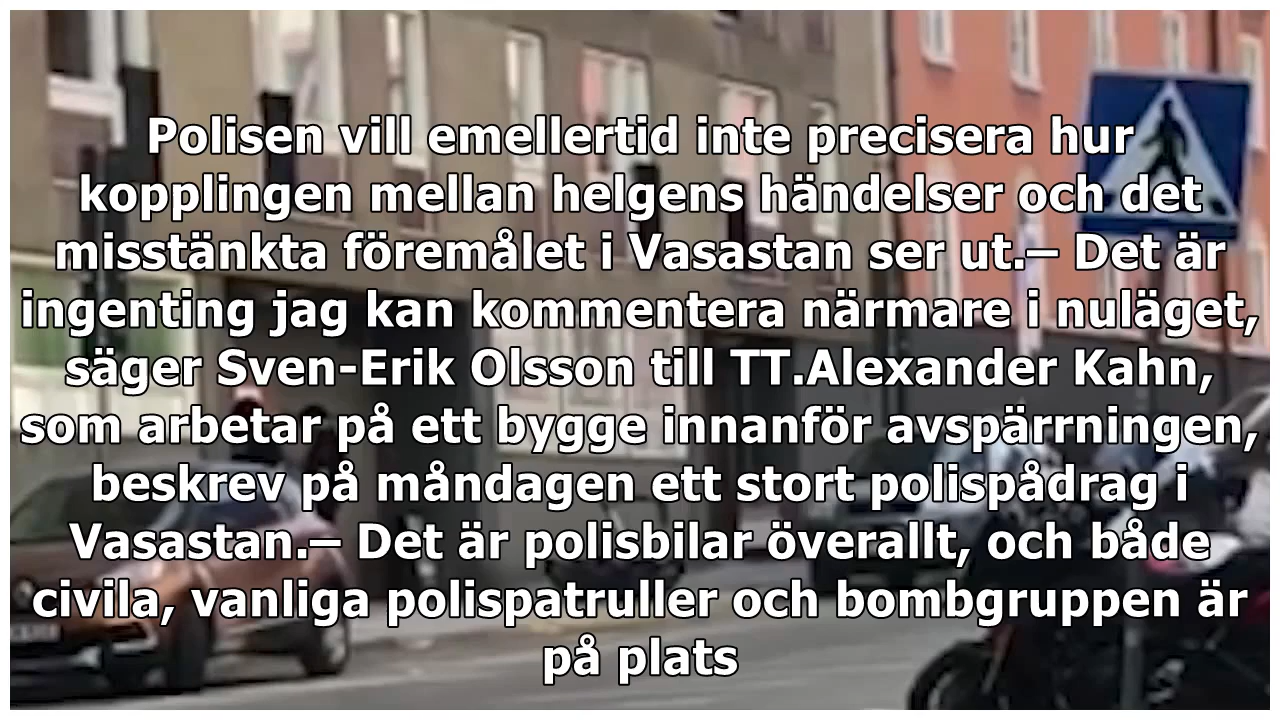 Polisen vill emellertid inte precisera hur
kopplingen mellan helgens händelser och det
misstänkta föremålet i Vasastan ser ut.– Det är
ingenting jag kan kommentera närmare i nuläget,
säger Sven-Erik Olsson till TT.Alexander Kahn,
som arbetar på ett bygge innanför avspärrningen,
beskrev på måndagen ett stort polispådrag i
Vasastan.– Det är polisbilar överallt, och både
civila, vanliga polispatruller och bombgruppen är
på plats